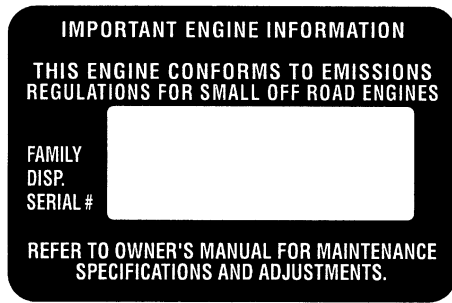 IMPORTANT ENGINE INFORMATION
THIS ENGINE CONFORMS TO EMISSIONS
REGULATIONS FOR SMALL OFF ROAD ENGINES
FAMILY
DISP.
SERIAL #
REFER TO OWNER'S MANUAL FOR MAINTENANCE
SPECIFICATIONS AND ADJUSTMENTS.